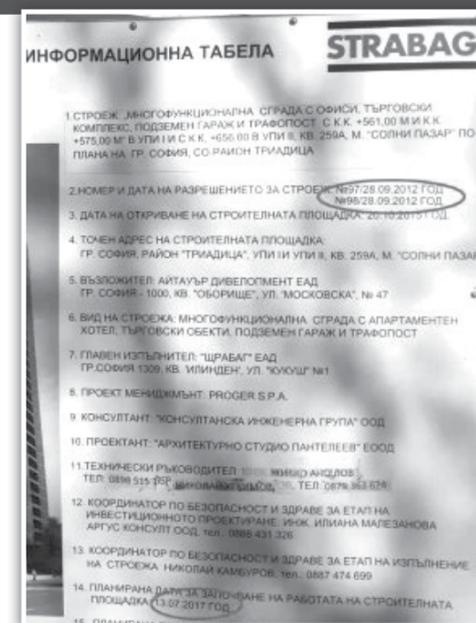 ИНФОРМАЦИОННА ТАБЕЛА
STRABAG
1.СТРОЕЖ „МНОГОФУНКЦИОНАЛНА СГРАДА С ОФИСИ, ТЪРГОВСКИ
КОМПЛЕКС, ПОДЗЕМЕН ГАРАЖ И ТРАФОПОСТ С К.К. +561,00 М И К.К.
+575,00 М" В УПИ I И С К.К. +656.00 В УПИ II, КВ. 259А, М. "СОЛНИ ПАЗАР" ПО
ПЛАНА НА ГР. СОФИЯ, СО-РАЙОН ТРИАДИЦА
2.НОМЕР И ДАТА НА РАЗРЕШЕНИЕТО ЗА СТРОЕЖ: №97/28.09.2012 ГОД
№98/28.09.2012 ГОД
3. ДАТА НА ОТКРИВАНЕ НА СТРОИТЕЛНАТА ПЛОЩАДКА: 20.10.2015 ГОД.
4. ТОЧЕН АДРЕС НА СТРОИТЕЛНАТА ПЛОЩАДКА:
ГР. СОФИЯ, РАЙОН "ТРИАДИЦА", УПИ I И УПИ II, КВ. 259А, М. "СОЛНИ ПАЗАР
5. ВЪЗЛОЖИТЕЛ: АЙТАУЪР ДИВЕЛОПМЕНТ ЕАД
ГР. СОФИЯ - 1000, КВ. "ОБОРИЩЕ", УЛ. "МОСКОВСКА", № 47
6. ВИД НА СТРОЕЖА: МНОГОФУНКЦИОНАЛНА СГРАДА С АПАРТАМЕНТЕН
ХОТЕЛ, ТЪРГОВСКИ ОБЕКТИ, ПОДЗЕМЕН ГАРАЖ И ТРАФОПОСТ
7. ГЛАВЕН ИЗПЪЛНИТЕЛ: "ЩРАБАГ" ЕАД
ГР.СОФИЯ 1309, КВ. ИЛИНДЕН', УЛ. "КУКУШ" №1
8. ПРОЕКТ МЕНИДЖМЪНТ: PROGER S.P.A.
9. КОНСУЛТАНТ: "КОНСУЛТАНСКА ИНЖЕНЕРНА ГРУПА" ООД
10. ПРОЕКТАНТ: "АРХИТЕКТУРНО СТУДИО ПАНТЕЛЕЕВ" ЕООД
11.ТЕХНИЧЕСКИ РЪКОВОДИТЕЛ:
ТЕЛ: 0898 515 ТЕЛ:
12. КООРДИНАТОР ПО БЕЗОПАСНОСТ И ЗДРАВЕ ЗА ЕТАП НА
ИНВЕСТИЦИОННОТО ПРОЕКТИРАНЕ: ИНЖ. ИЛИАНА МАЛЕЗАНОВА
АРГУС КОНСУЛТ ООД, тел.: 0886 431 326
13. КООРДИНАТОР ПО БЕЗОПАСНОСТ И ЗДРАВЕ ЗА ЕТАП НА ИЗПЪЛНЕНИЕ
НА СТРОЕЖА: НИКОЛАЙ КАМБУРОВ, тел.: 0887 474 699
14. ПЛАНИРАНА ДАТА ЗА ЗАПОЧВАНЕ НА РАБОТАТА НА СТРОИТЕЛНАТА
ПЛОЩАДКА: 13.07.2017 ГОД